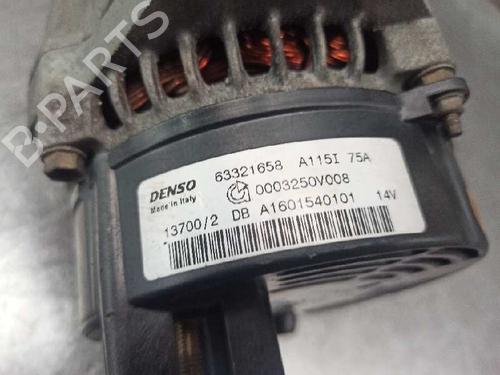 B-PARTS
DENSO 63321658 A115I 75A
Made in Italy 0003250V008
13700/2 DB A1601540101 14V